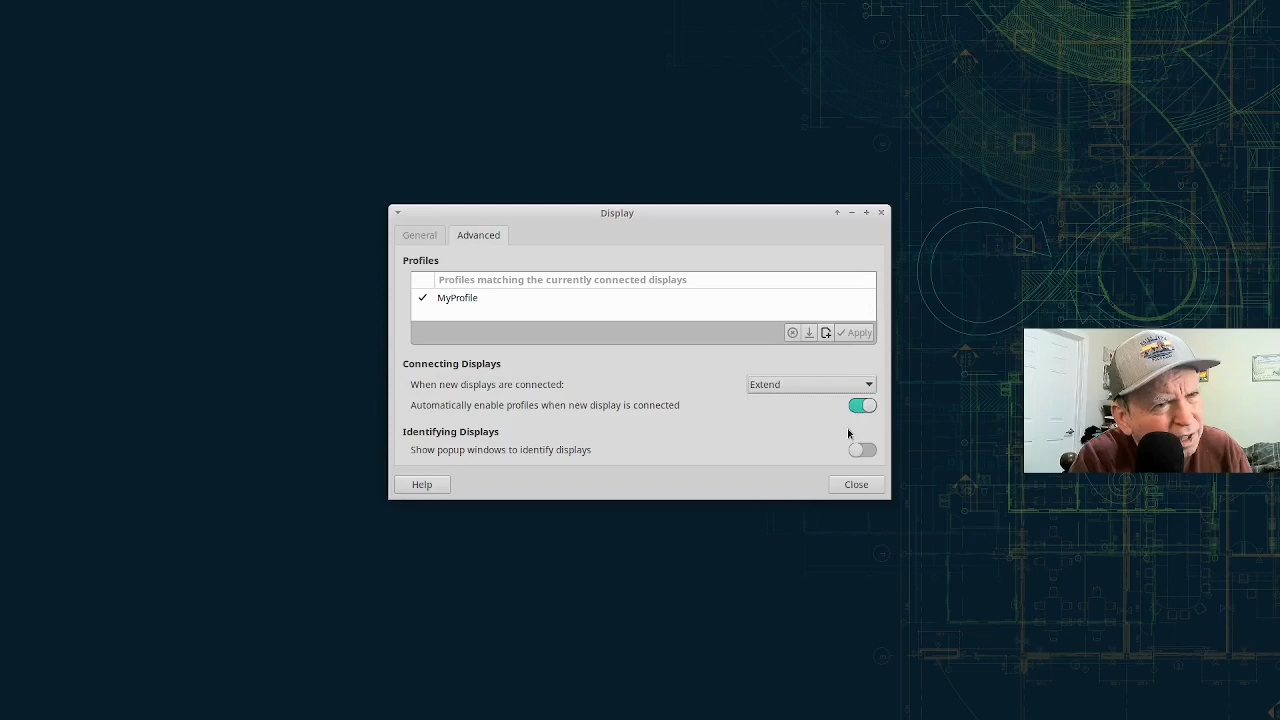 Display
General Advanced
Profiles
Profiles matching the currently connected displays
MyProfile
Apply
Connecting Displays
When new displays are connected: Extend
Automatically enable profiles when new display is connected
Identifying Displays
Show popup windows to identify displays
Help Close